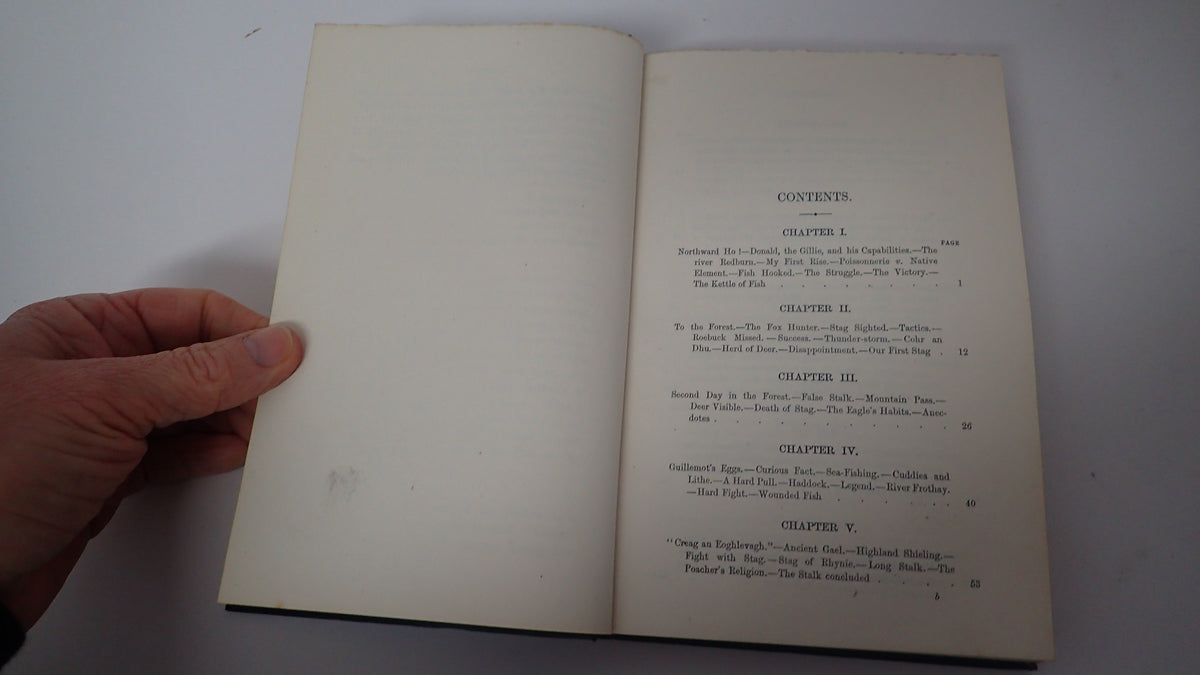 CONTENTS.
CHAPTER I.
PAGE
Northward Ho!—Donald, the Gillie, and his Capabilities.—The
river Redburn.—My First Rise.—Poissonnerie v. Native
Element.—Fish Hooked.—The Struggle.—The Victory.—
The Kettle of Fish . . . . . . . . 1
CHAPTER II.
To the Forest.—The Fox Hunter.—Stag Sighted.—Tactics.—
Roebuck Missed.—Success.—Thunder-storm.—Cohr an
Dhu.—Herd of Deer.—Disappointment.—Our First Stag . 12
CHAPTER III.
Second Day in the Forest.—False Stalk.—Mountain Pass.—
Deer Visible.—Death of Stag.—The Eagle's Habits.—Anec-
dotes . . . . . . . . . . . 26
CHAPTER IV.
Guillemot's Eggs.—Curious Fact.—Sea-Fishing.—Cuddies and
Lithe.—A Hard Pull.—Haddock.—Legend.—River Frothay.
—Hard Fight.—Wounded Fish . . . . . . 40
CHAPTER V.
"Creag an Eoghlevagh."—Ancient Gael.—Highland Shieling.—
Fight with Stag.—Stag of Rhynie.—Long Stalk.—The
Poacher's Religion.—The Stalk concluded . . . . 53
b